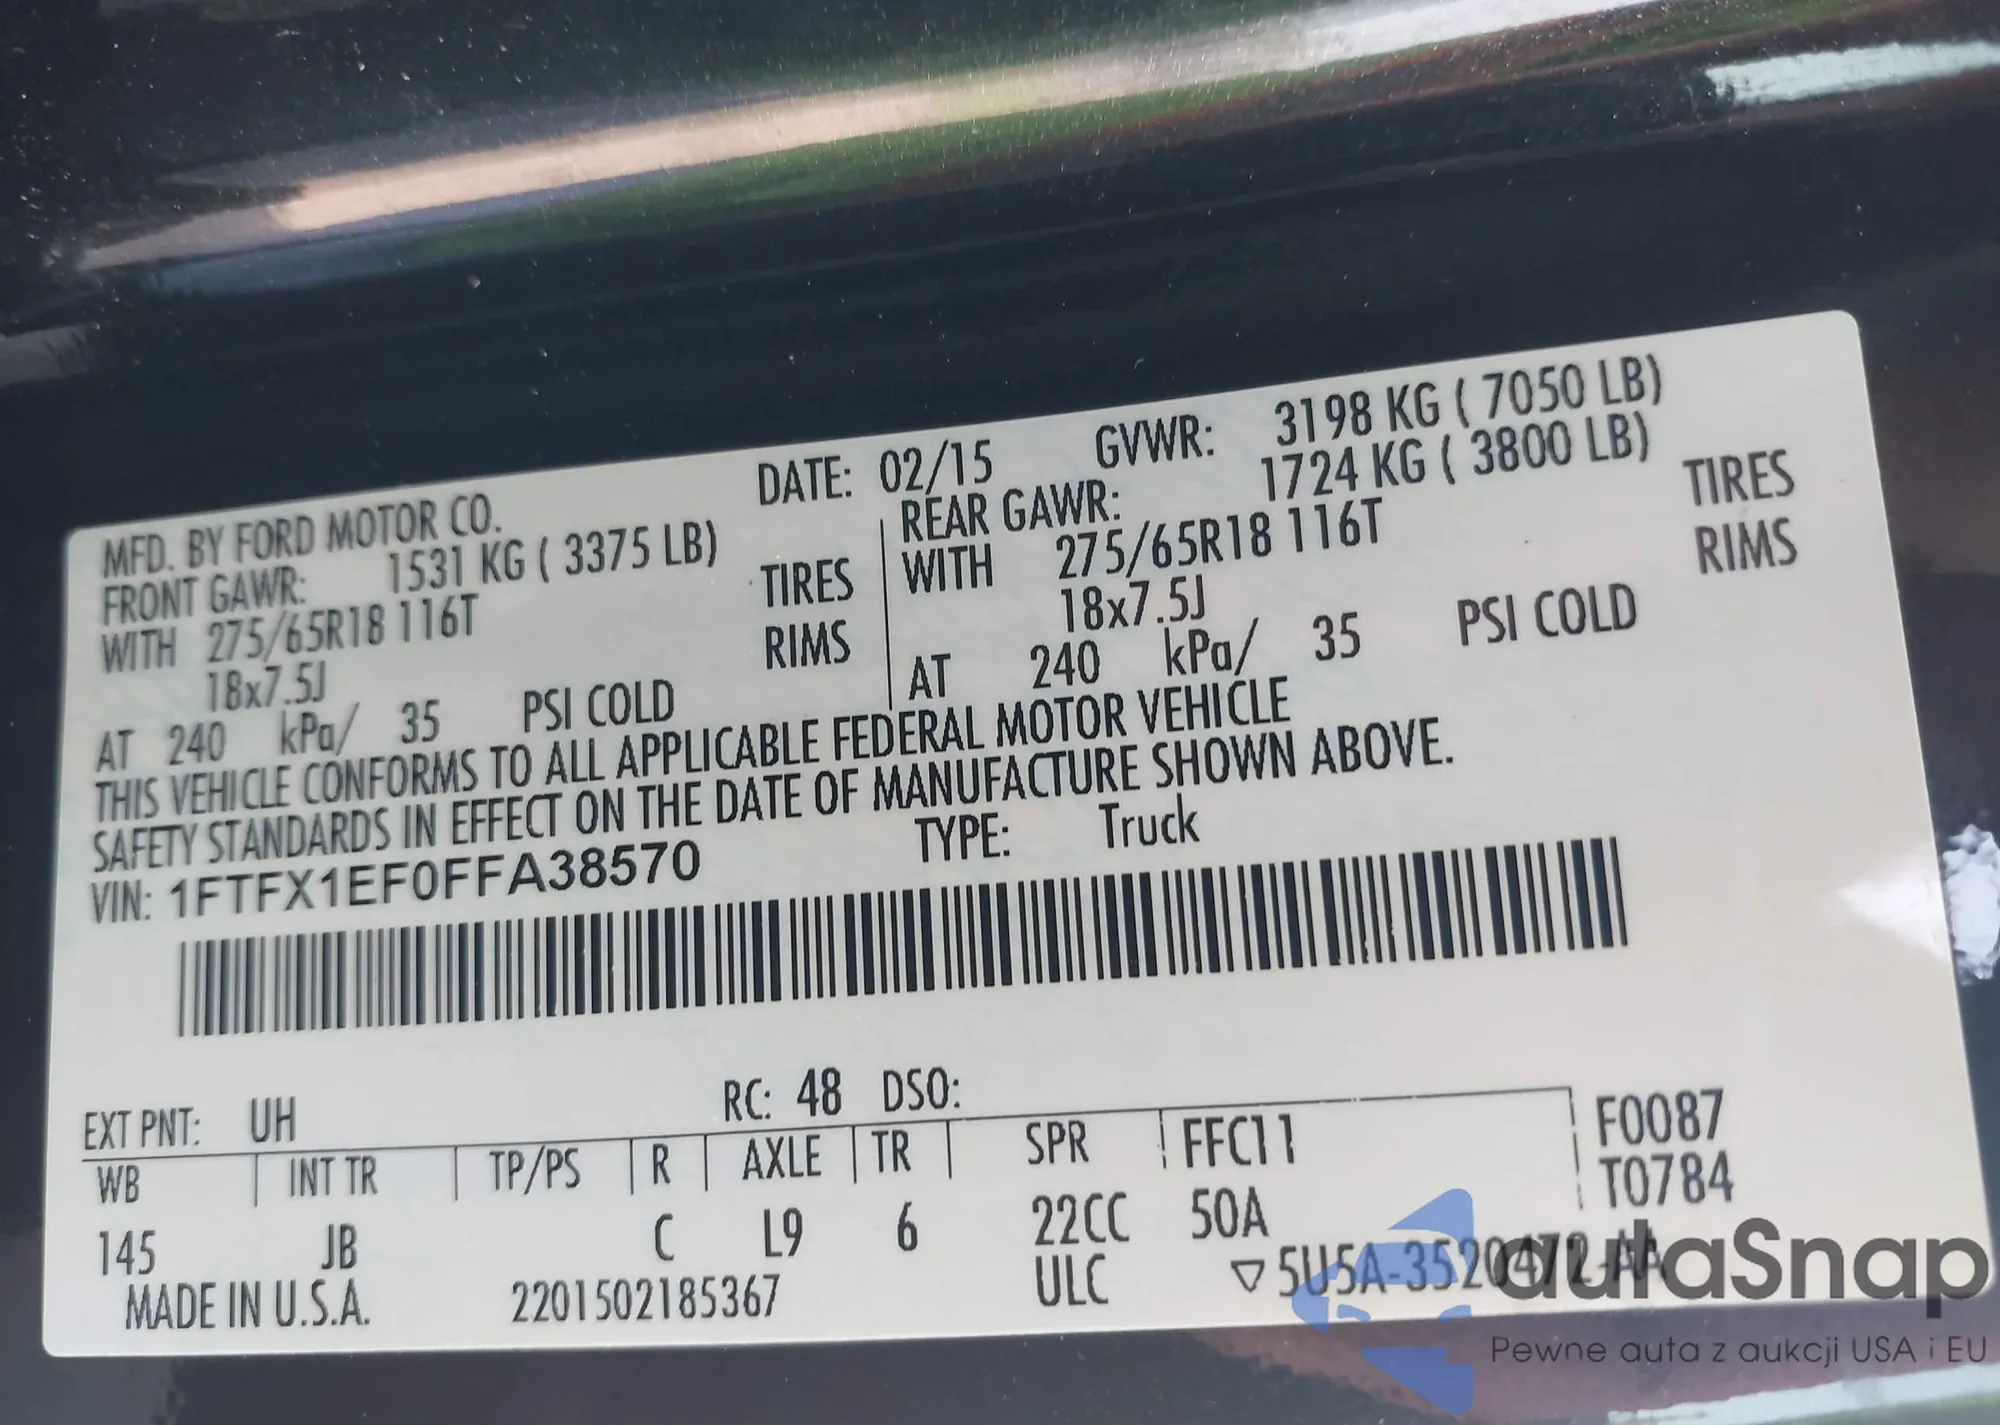 MFD. BY FORD MOTOR CO. DATE: 02/15 GVWR: 3198 KG ( 7050 LB)
FRONT GAWR: 1531 KG ( 3375 LB) REAR GAWR: 1724 KG ( 3800 LB)
WITH 275/65R18 116T TIRES WITH 275/65R18 116T TIRES
18x7.5J RIMS 18x7.5J RIMS
AT 240 kPa/ 35 PSI COLD AT 240 kPa/ 35 PSI COLD
THIS VEHICLE CONFORMS TO ALL APPLICABLE FEDERAL MOTOR VEHICLE
SAFETY STANDARDS IN EFFECT ON THE DATE OF MANUFACTURE SHOWN ABOVE.
VIN: 1FTFX1EF0FFA38570 TYPE: Truck
EXT PNT: UH RC: 48 DSO:
WB INT TR TP/PS R AXLE TR SPR FFC11 F0087
145 JB C L9 6 22CC 50A T0784
MADE IN U.S.A. 2201502185367 ULC ▽5U5A-3520472-AA
autaSnap
Pewne auta z aukcji USA i EU